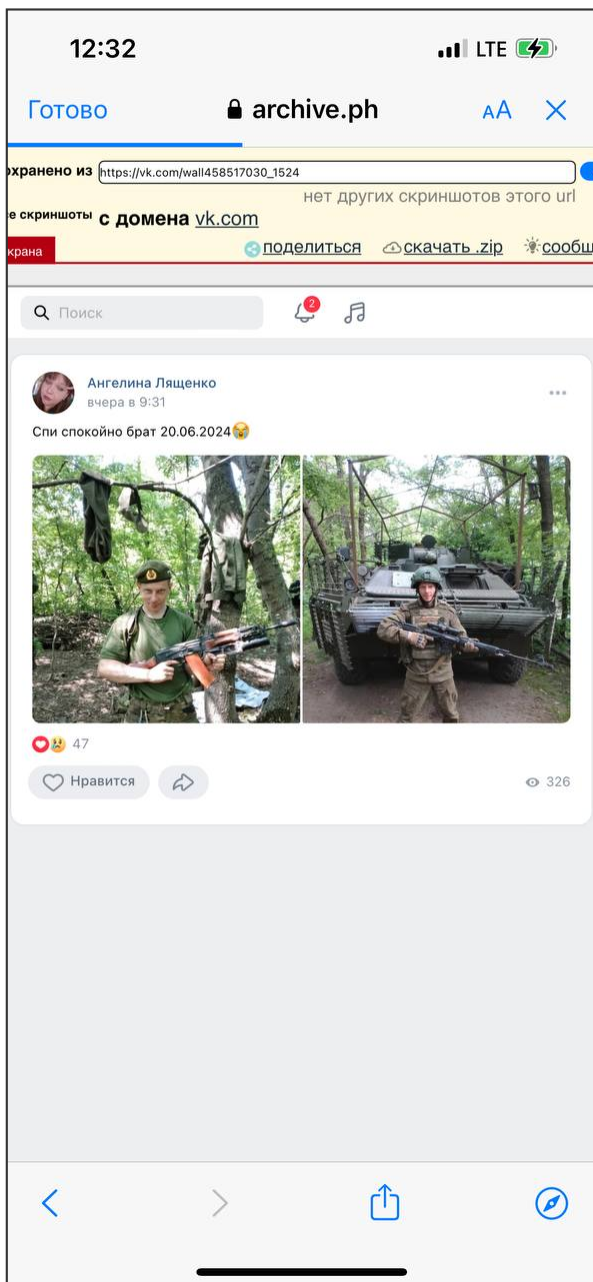 12:32 LTE
Готово archive.ph AA
охранено из https://vk.com/wall458517030_1524
нет других скриншотов этого url
е скриншоты с домена vk.com
крана поделиться скачать .zip сообщ
Поиск 2
Ангелина Лященко
вчера в 9:31
Спи спокойно брат 20.06.2024
47
Нравится 326